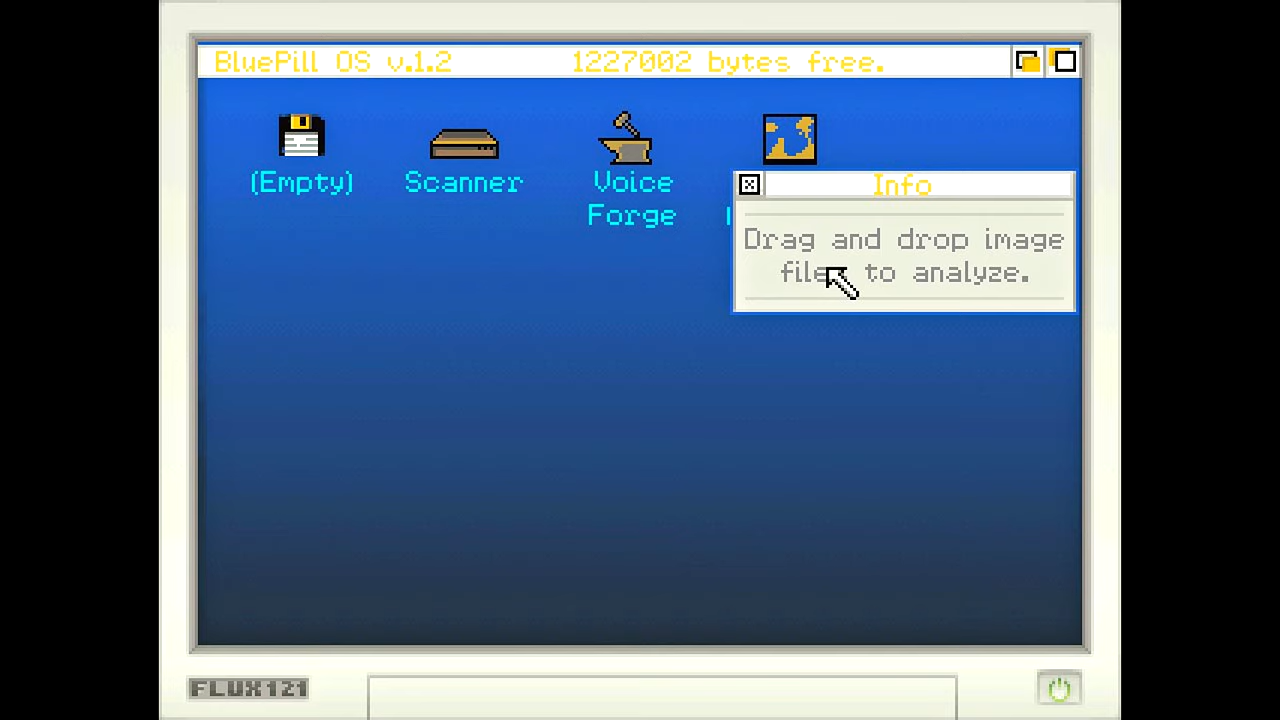 BluePill OS v.1.2 1227002 bytes free.
(Empty)
Scanner
Voice
Forge
Info
Drag and drop image
files to analyze.
FLUX121